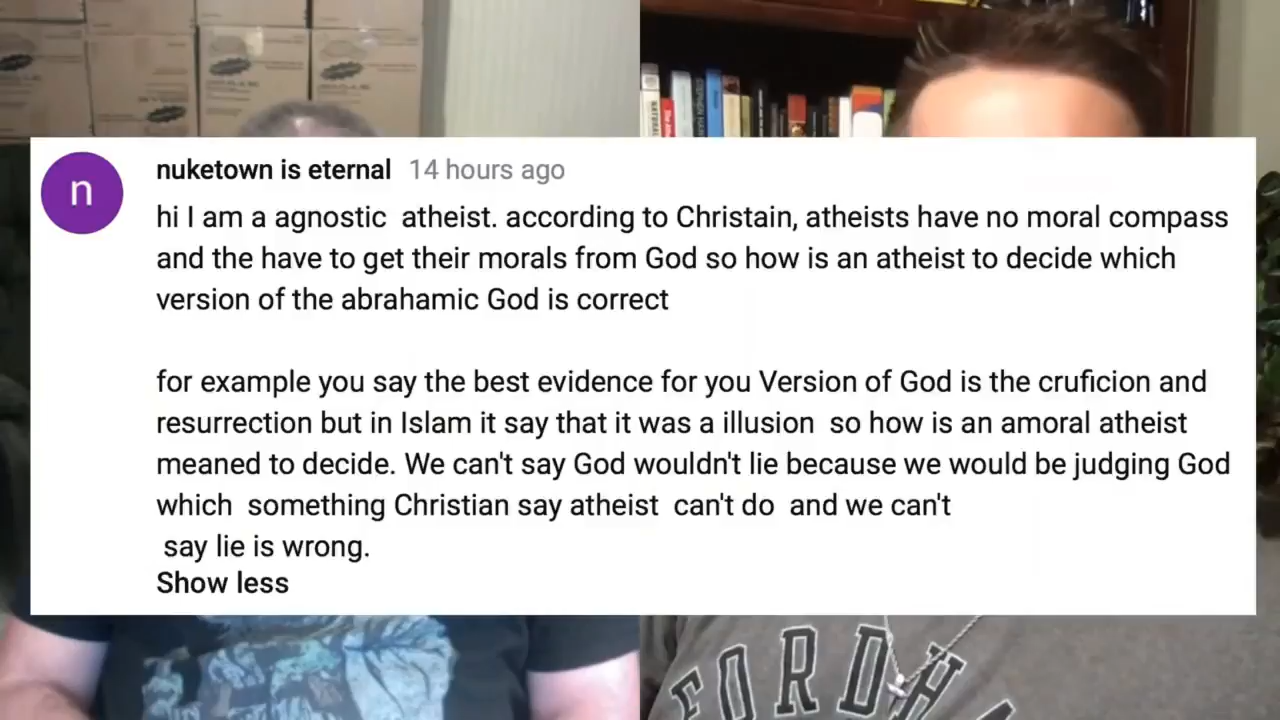 n
nuketown is eternal 14 hours ago
hi I am a agnostic atheist. according to Christain, atheists have no moral compass
and the have to get their morals from God so how is an atheist to decide which
version of the abrahamic God is correct
for example you say the best evidence for you Version of God is the cruficion and
resurrection but in Islam it say that it was a illusion so how is an amoral atheist
meaned to decide. We can't say God wouldn't lie because we would be judging God
which something Christian say atheist can't do and we can't
say lie is wrong.
Show less
FORDHA